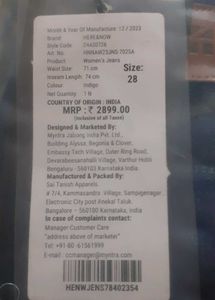 Month & Year Of Manufacture: 12 / 2023
Brand HERE&NOW
Style Code 24420726
Art. No: HNNAW23JNS-7025A
Product Women's Jeans
Waist Size 71 cm
Inseam Length 74 cm
Colour Indigo
Net Quantity 1 N
Size:
28
COUNTRY OF ORIGIN : INDIA
MRP : ₹ 2899.00
(Inclusive of all Taxes)
Designed & Marketed By:
Myntra Jabong India Pvt. Ltd.
Building Alyssa, Begonia & Clover,
Embassy Tech Village, Outer Ring Road,
Devarabeesanahalli Village, Varthur Hobli
Bengaluru - 560103 Karnataka, India
Manufactured & Packed By:
Sai Tanish Apparels
# 7/4, Kammasandra Village, Sampigenagar,
Electronic City post Anekal Taluk,
Bangalore - 560100 Karnataka, India
In case of complaints contact:
Manager Customer Care
"address above of marketer"
Tel: +91-80-61561999
E mail : ccmanager@myntra.com
HENWJENS78402354